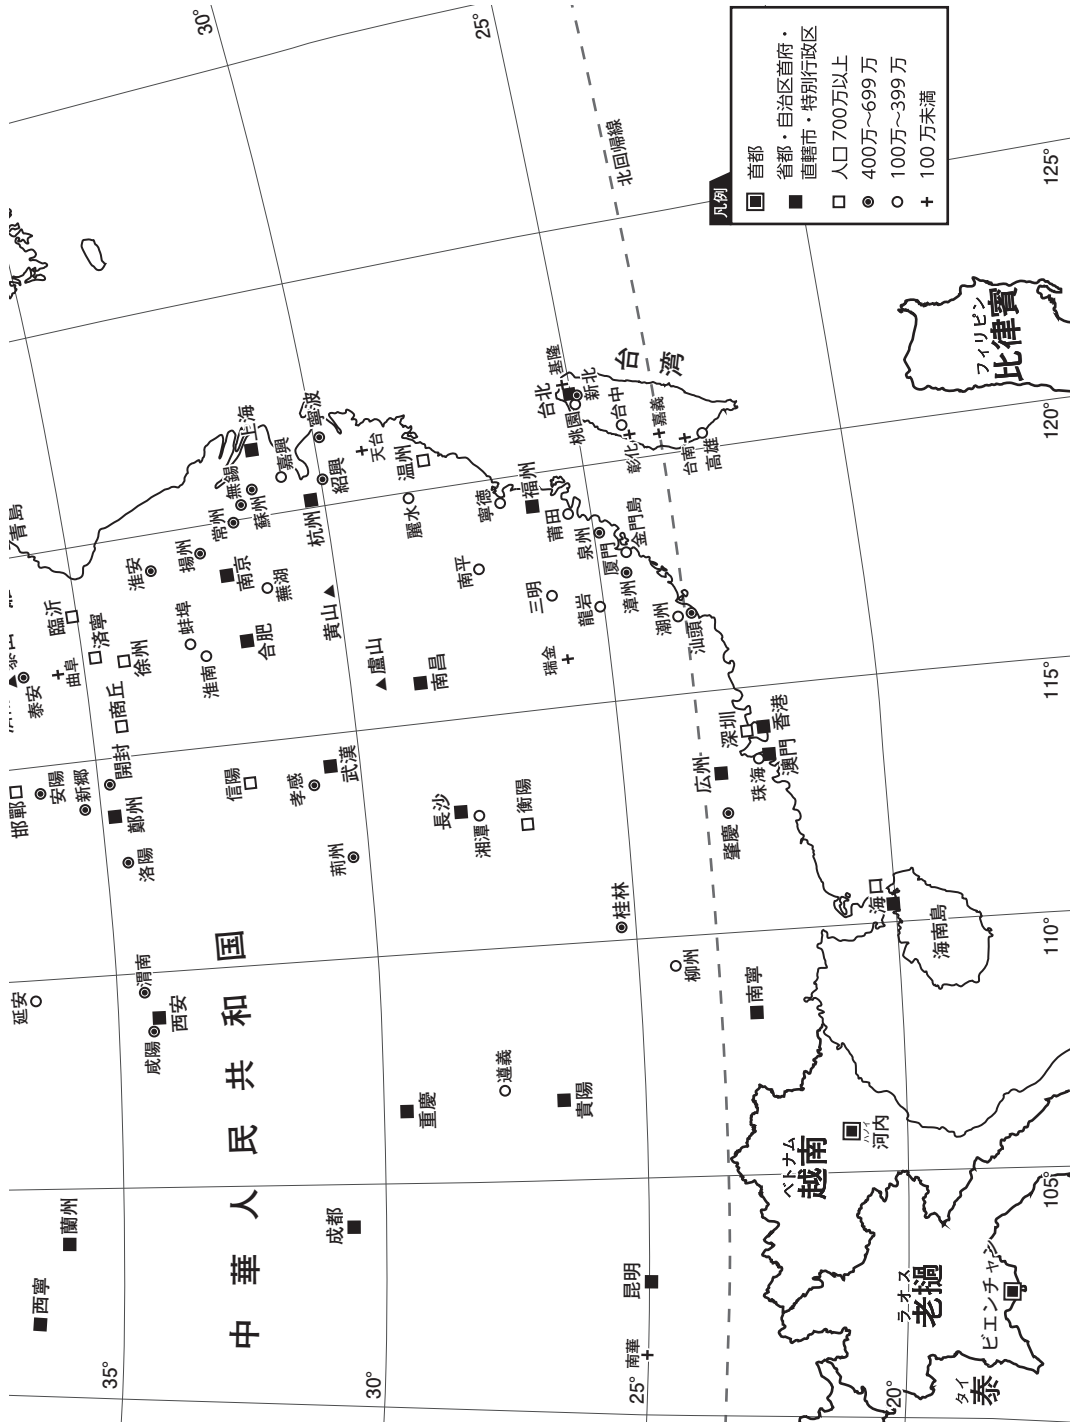 30°
25°
125°
120°
115°
110°
105°
35°
30°
25°
20°
北回帰線
凡例
首都
省都・自治区首府・
直轄市・特別行政区
人口700万以上
400万～699万
100万～399万
100万未満
中華人民共和国
台湾
フィリピン
比律賓
ベトナム
越南
ハノイ
河内
ラオス
老撾
ビエンチャン
タイ
泰
青島
臨沂
済寧
曲阜
泰安
徐州
商丘
開封
新郷
安陽
邯鄲
鄭州
洛陽
渭南
西安
咸陽
延安
蘭州
西寧
淮安
揚州
南京
蚌埠
淮南
合肥
蕪湖
常州
無錫
蘇州
上海
嘉興
寧波
紹興
杭州
天台
温州
麗水
黄山
廬山
南昌
信陽
孝感
武漢
荊州
長沙
湘潭
衡陽
成都
重慶
遵義
貴陽
昆明
南華
桂林
柳州
南寧
寧徳
福州
南平
三明
莆田
泉州
厦門
金門島
漳州
龍岩
瑞金
潮州
汕頭
深圳
香港
澳門
珠海
広州
肇慶
海口
海南島
基隆
台北
新北
桃園
台中
彰化
嘉義
台南
高雄